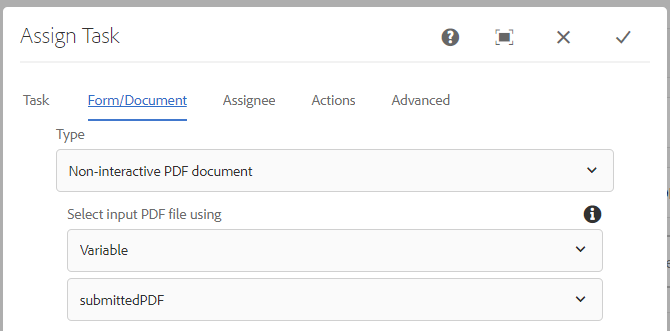 Assign Task
Task Form/Document Assignee Actions Advanced
Type
Non-interactive PDF document
Select input PDF file using
Variable
submittedPDF